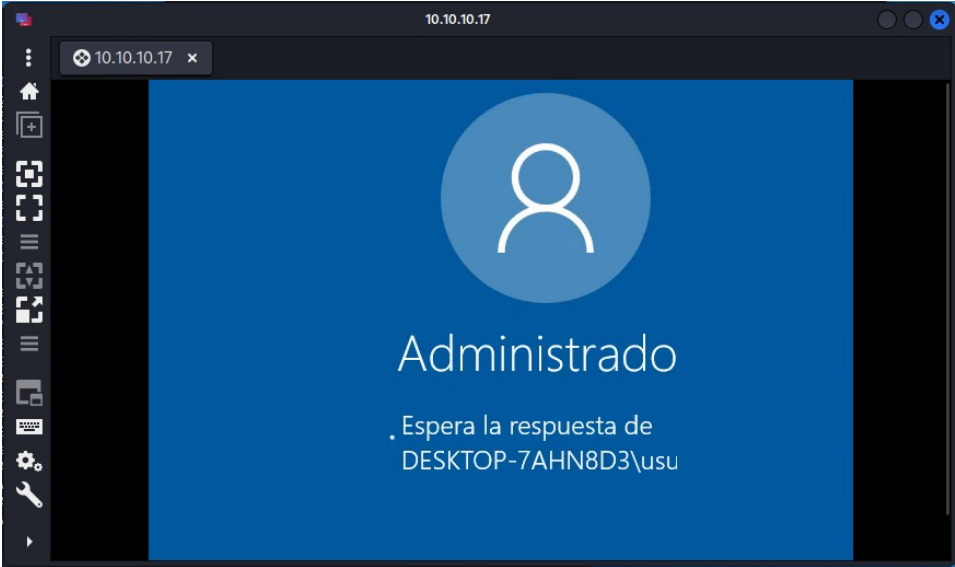 10.10.10.17
10.10.10.17
Administrado
Espera la respuesta de
DESKTOP-7AHN8D3\usu